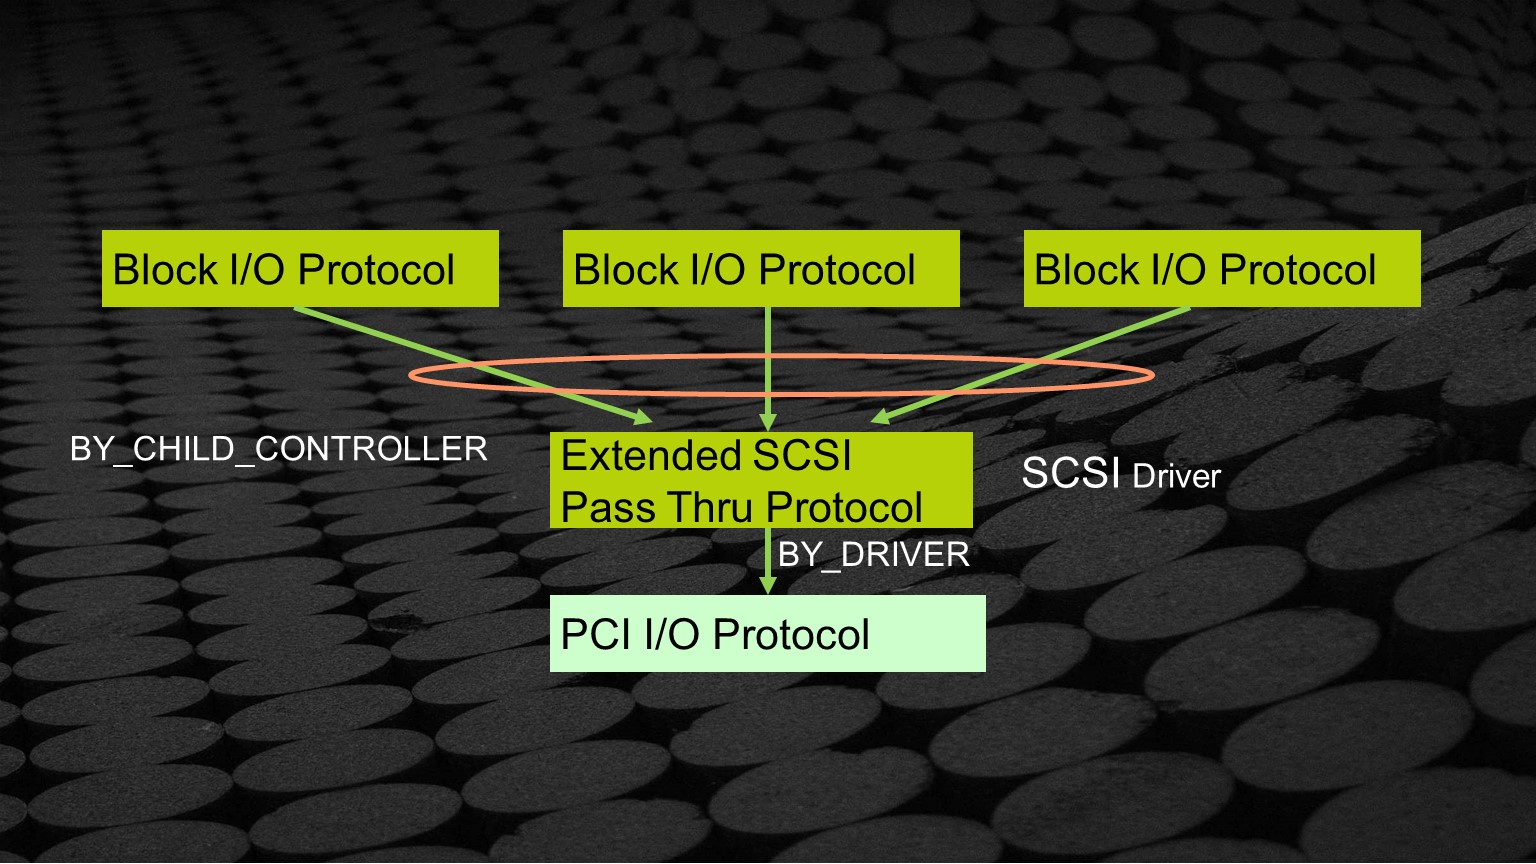 Block I/O Protocol
Block I/O Protocol
Block I/O Protocol
BY_CHILD_CONTROLLER
Extended SCSI
Pass Thru Protocol
SCSI Driver
BY_DRIVER
PCI I/O Protocol